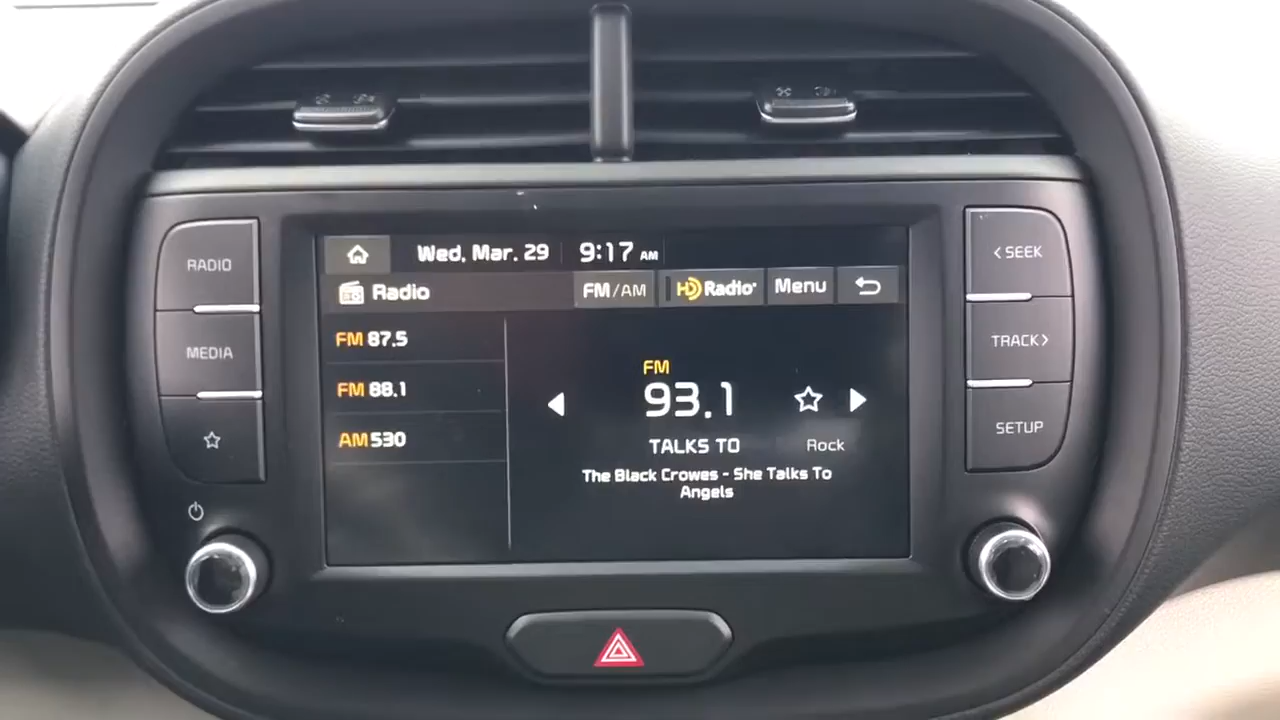 Wed, Mar. 29 9:17 AM
Radio FM/AM HD Radio Menu
RADIO
MEDIA
FM 87.5
FM 88.1
AM 530
FM
93.1
TALKS TO Rock
The Black Crowes - She Talks To
Angels
< SEEK
TRACK >
SETUP